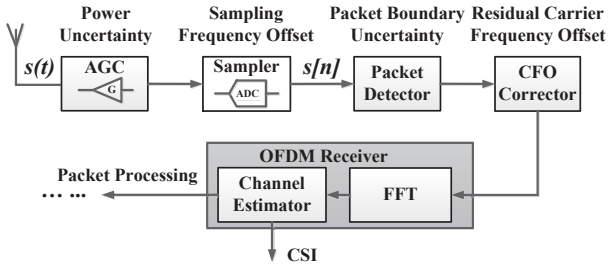 Power Uncertainty
Sampling Frequency Offset
Packet Boundary Uncertainty
Residual Carrier Frequency Offset
s(t)
AGC
G
Sampler
ADC
s[n]
Packet Detector
CFO Corrector
OFDM Receiver
Packet Processing
... ...
Channel Estimator
FFT
CSI